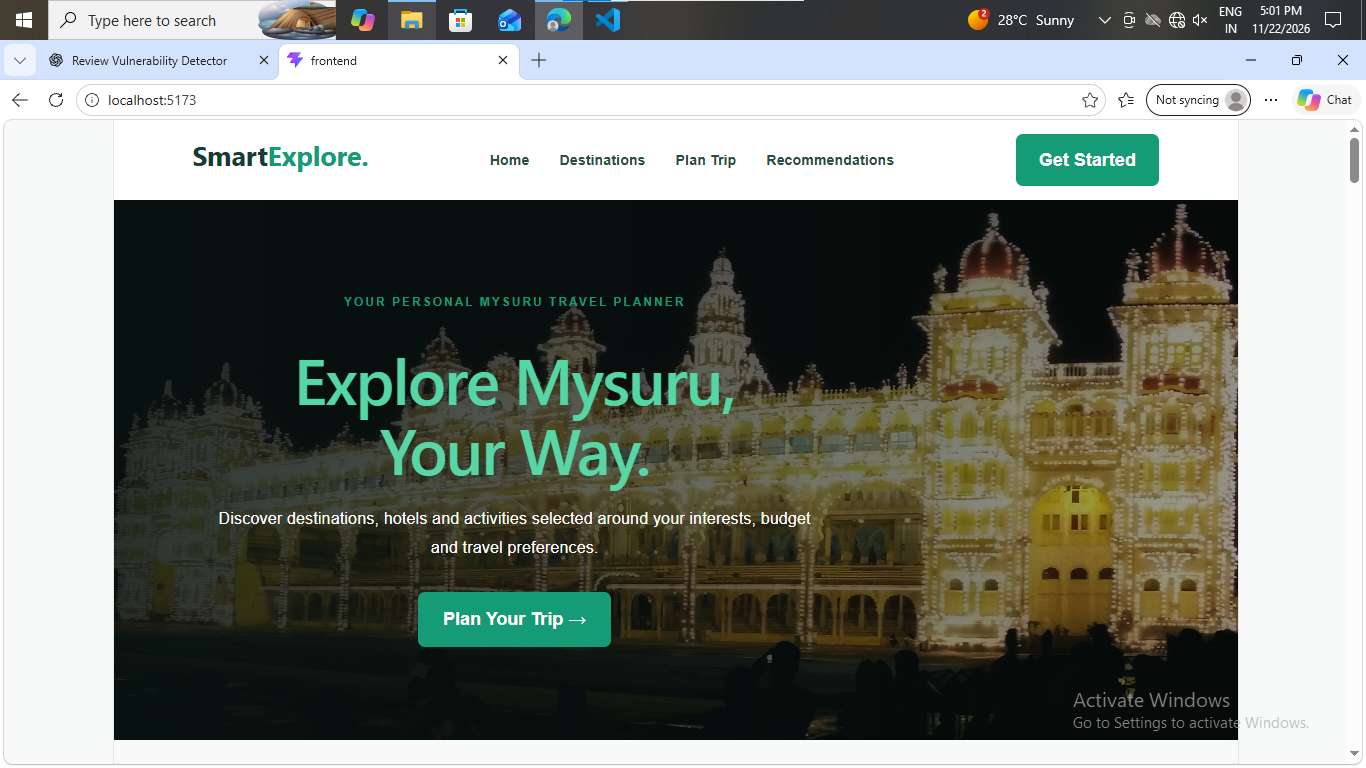 Type here to search
2
28°C Sunny
ENG
IN
5:01 PM
11/22/2026
Review Vulnerability Detector
frontend
localhost:5173
Not syncing
Chat
SmartExplore.
Home
Destinations
Plan Trip
Recommendations
Get Started
YOUR PERSONAL MYSURU TRAVEL PLANNER
Explore Mysuru,
Your Way.
Discover destinations, hotels and activities selected around your interests, budget
and travel preferences.
Plan Your Trip →
Activate Windows
Go to Settings to activate Windows.